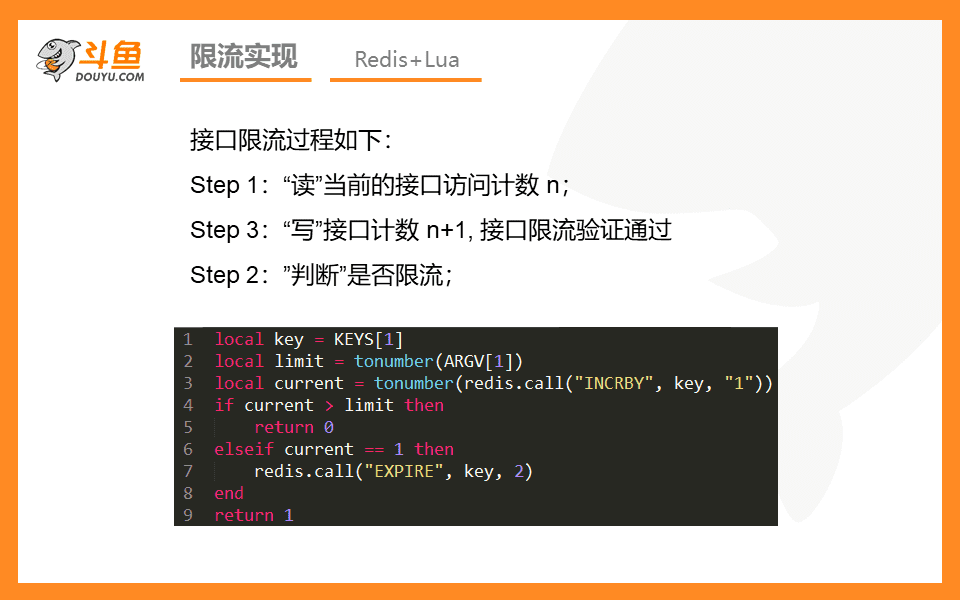 斗鱼
DOUYU.COM
限流实现
Redis+Lua
接口限流过程如下：
Step 1：“读”当前的接口访问计数 n；
Step 3：“写”接口计数 n+1, 接口限流验证通过
Step 2：”判断”是否限流；
1 local key = KEYS[1]
2 local limit = tonumber(ARGV[1])
3 local current = tonumber(redis.call("INCRBY", key, "1"))
4 if current > limit then
5     return 0
6 elseif current == 1 then
7     redis.call("EXPIRE", key, 2)
8 end
9 return 1